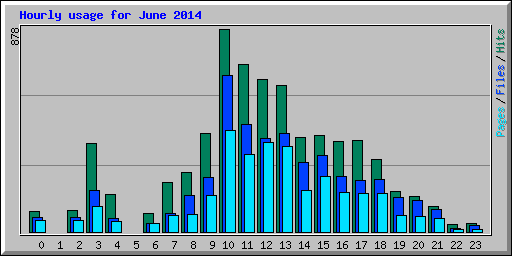 Hourly usage for June 2014
878
Pages / Files / Hits
0 1 2 3 4 5 6 7 8 9 10 11 12 13 14 15 16 17 18 19 20 21 22 23